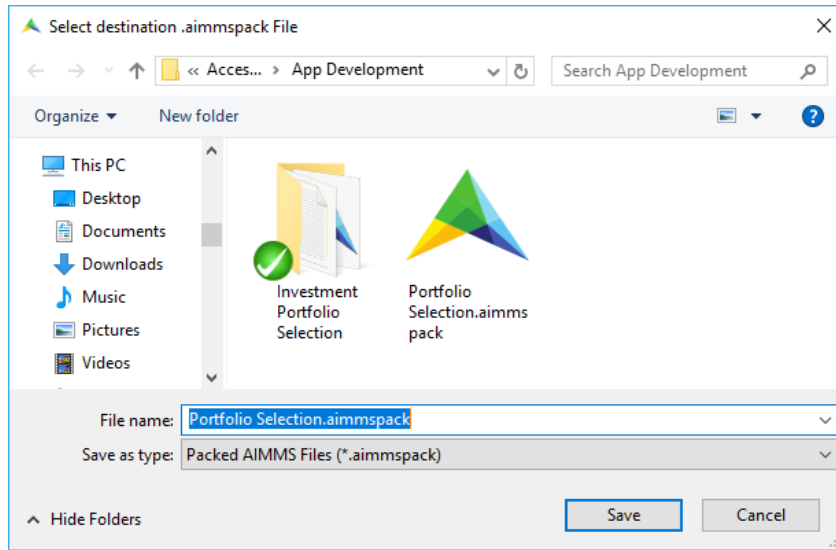 Select destination .aimmspack File
« Acces... › App Development
Search App Development
Organize
New folder
This PC
Desktop
Documents
Downloads
Music
Pictures
Videos
Investment
Portfolio
Selection
Portfolio
Selection.aimms
pack
File name: Portfolio Selection.aimmspack
Save as type: Packed AIMMS Files (*.aimmspack)
Hide Folders
Save
Cancel